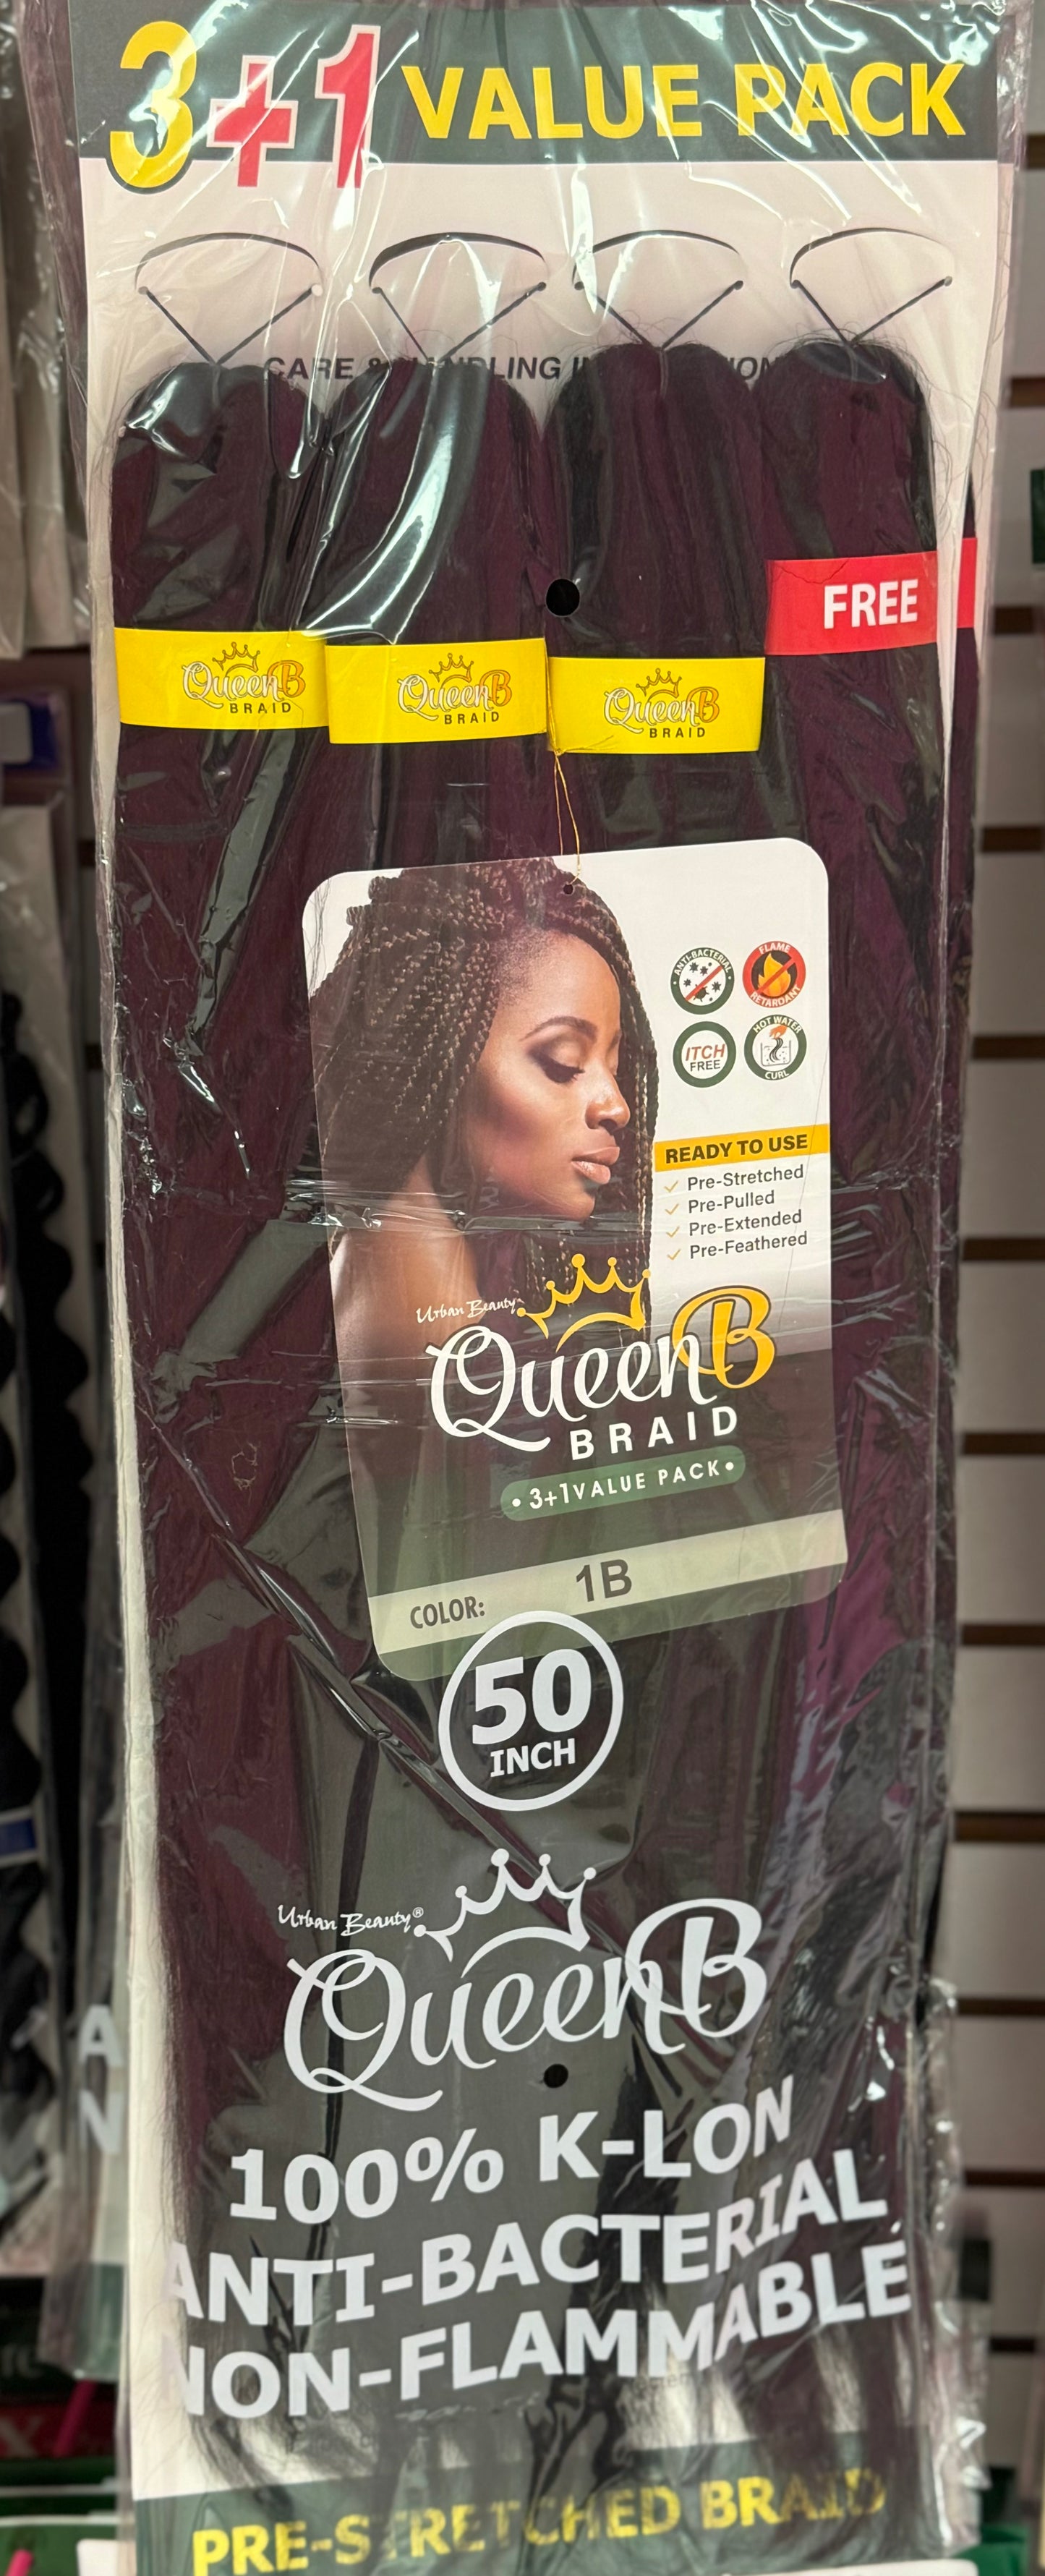 3+1 VALUE PACK
CARE &
FREE
QueenB
BRAID
QueenB
BRAID
QueenB
BRAID
ANTI-BACTERIAL
FLAME
RETARDANT
ITCH
FREE
HOT WATER
CURL
READY TO USE
Pre-Stretched
Pre-Pulled
Pre-Extended
Pre-Feathered
Urban Beauty
QueenB
BRAID
• 3+1 VALUE PACK •
COLOR: 1B
50
INCH
Urban Beauty®
QueenB
100% K-LON
ANTI-BACTERIAL
NON-FLAMMABLE
PRE-STRETCHED BRAID